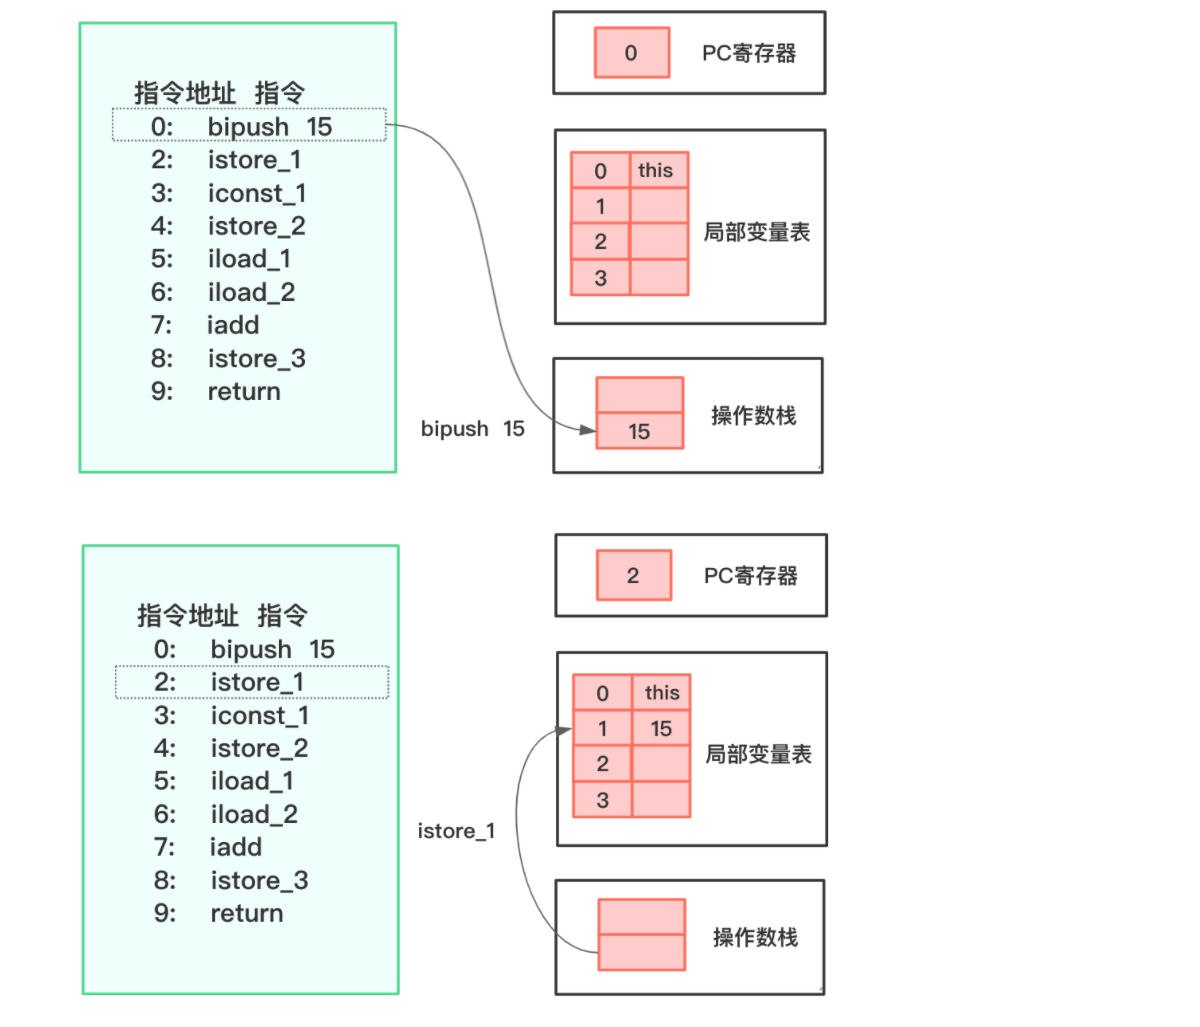 指令地址 指令
0: bipush 15
2: istore_1
3: iconst_1
4: istore_2
5: iload_1
6: iload_2
7: iadd
8: istore_3
9: return
bipush 15
0 PC寄存器
0 this
1
2
3
局部变量表
15
操作数栈
指令地址 指令
0: bipush 15
2: istore_1
3: iconst_1
4: istore_2
5: iload_1
6: iload_2
7: iadd
8: istore_3
9: return
istore_1
2 PC寄存器
0 this
1 15
2
3
局部变量表
操作数栈